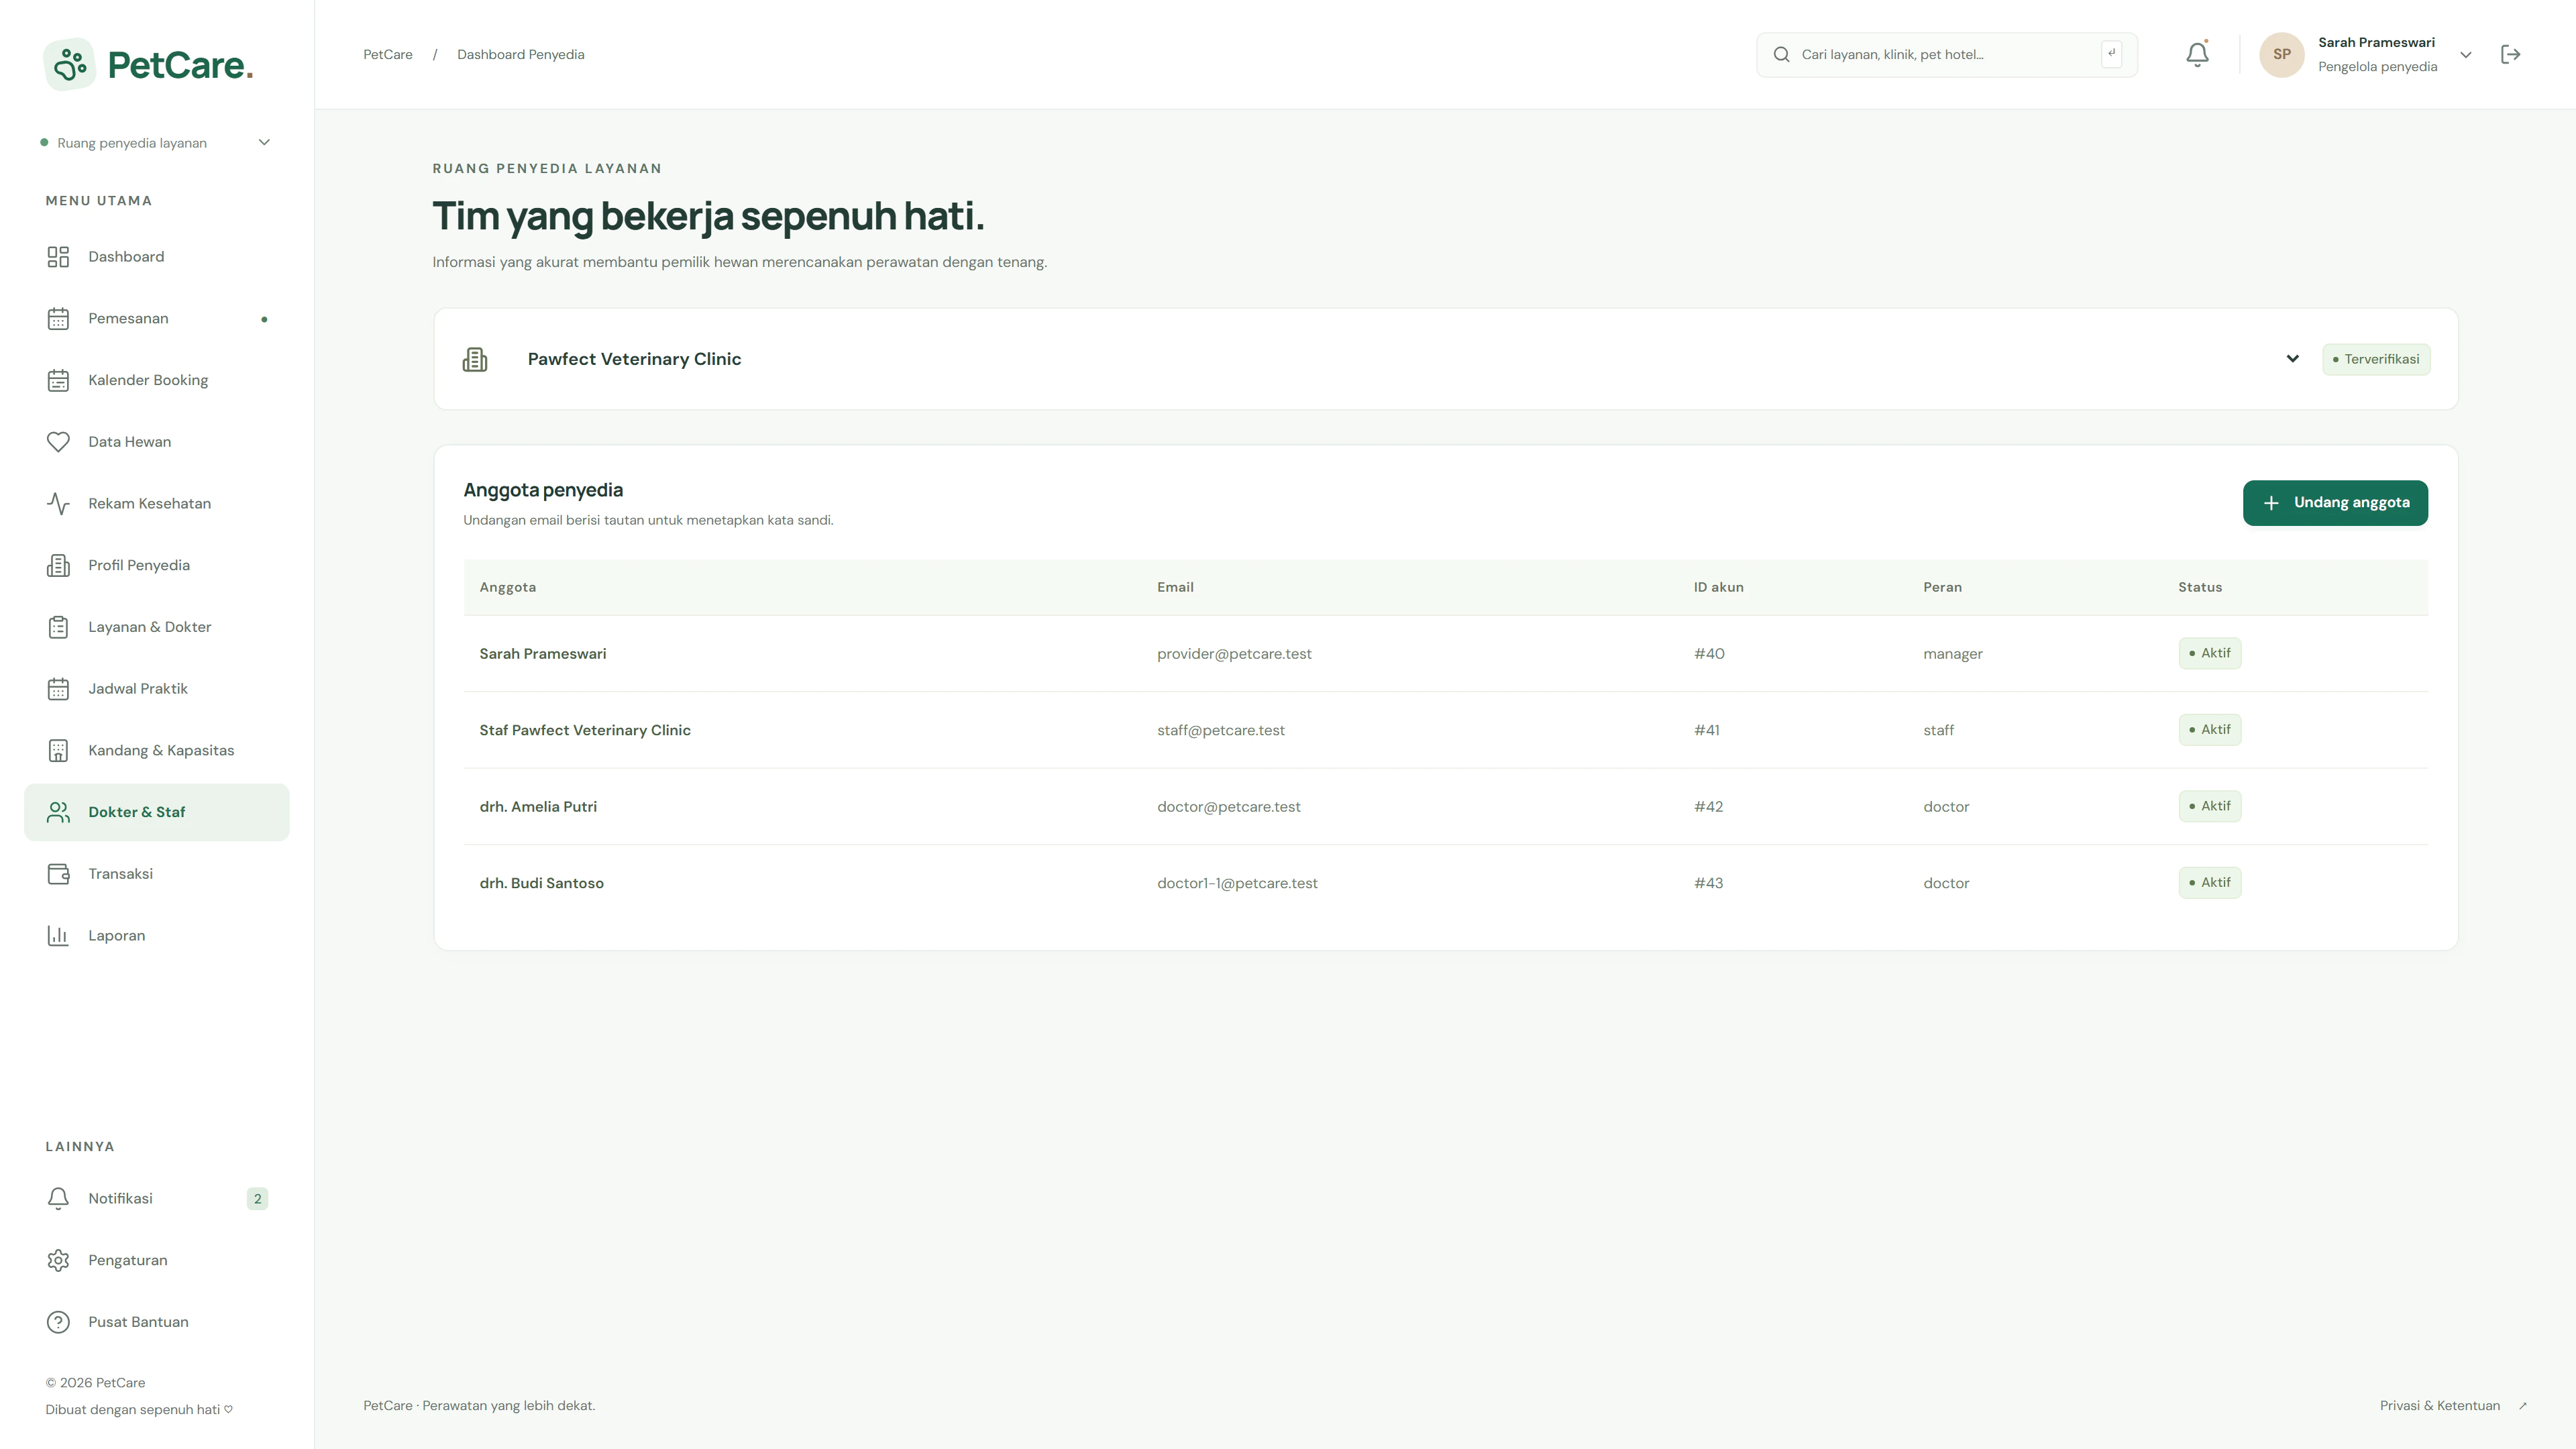 PetCare.
Ruang penyedia layanan
MENU UTAMA
Dashboard
Pemesanan
Kalender Booking
Data Hewan
Rekam Kesehatan
Profil Penyedia
Layanan & Dokter
Jadwal Praktik
Kandang & Kapasitas
Dokter & Staf
Transaksi
Laporan
LAINNYA
Notifikasi 2
Pengaturan
Pusat Bantuan
© 2026 PetCare
Dibuat dengan sepenuh hati ♡
PetCare / Dashboard Penyedia
Cari layanan, klinik, pet hotel... ↵
SP
Sarah Prameswari
Pengelola penyedia
RUANG PENYEDIA LAYANAN
Tim yang bekerja sepenuh hati.
Informasi yang akurat membantu pemilik hewan merencanakan perawatan dengan tenang.
Pawfect Veterinary Clinic
Terverifikasi
Anggota penyedia
Undangan email berisi tautan untuk menetapkan kata sandi.
Undang anggota
Anggota Email ID akun Peran Status
Sarah Prameswari provider@petcare.test #40 manager Aktif
Staf Pawfect Veterinary Clinic staff@petcare.test #41 staff Aktif
drh. Amelia Putri doctor@petcare.test #42 doctor Aktif
drh. Budi Santoso doctor1-1@petcare.test #43 doctor Aktif
PetCare · Perawatan yang lebih dekat.
Privasi & Ketentuan ↗